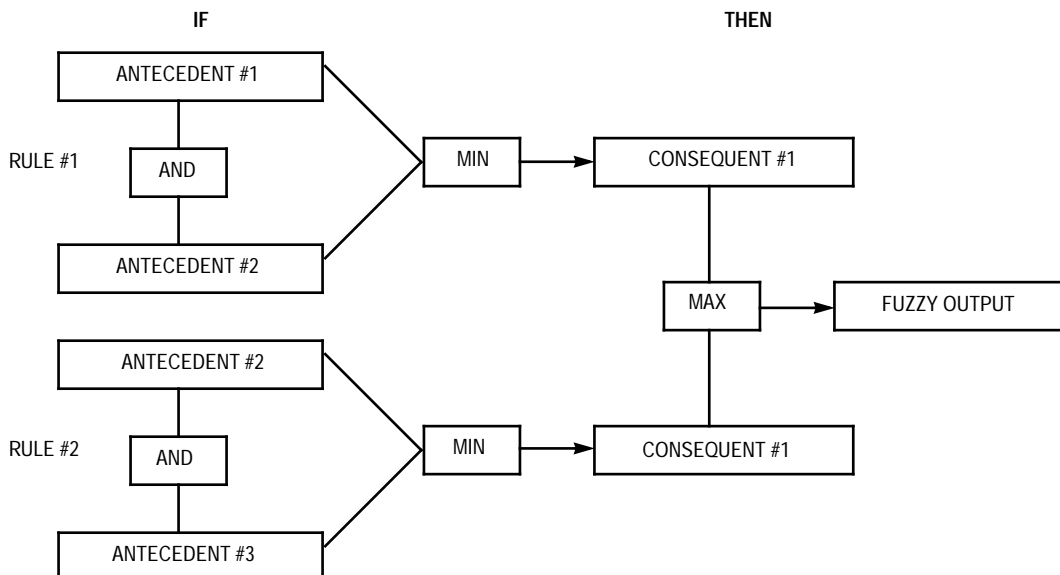 IF
THEN
ANTECEDENT #1
RULE #1
AND
MIN
CONSEQUENT #1
ANTECEDENT #2
MAX
FUZZY OUTPUT
ANTECEDENT #2
RULE #2
AND
MIN
CONSEQUENT #1
ANTECEDENT #3